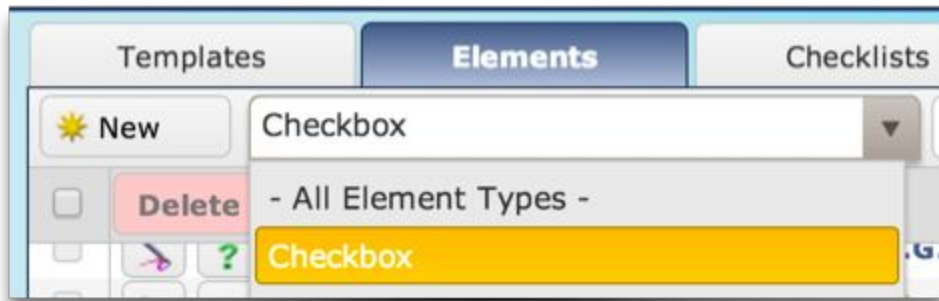 Templates Elements Checklists
New Checkbox
Delete - All Element Types -
? Checkbox .G.